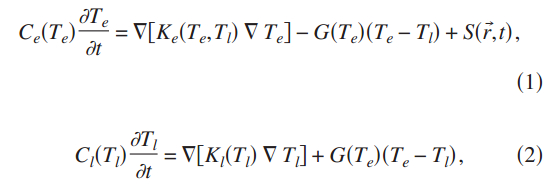 C_e(T_e) ∂T_e/∂t = ∇[K_e(T_e,T_l) ∇ T_e] − G(T_e)(T_e − T_l) + S(r⃗,t),
(1)
C_l(T_l) ∂T_l/∂t = ∇[K_l(T_l) ∇ T_l] + G(T_e)(T_e − T_l), (2)